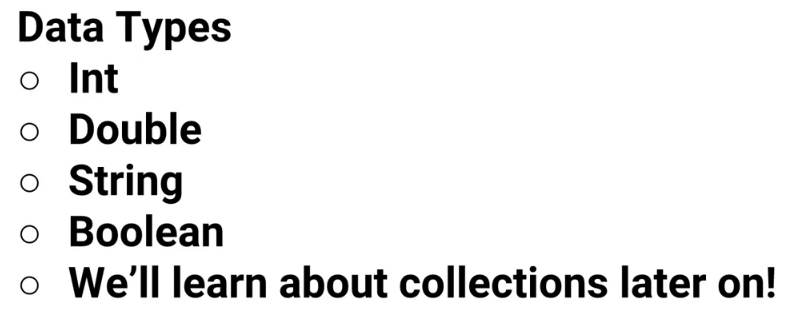 Data Types
○ Int
○ Double
○ String
○ Boolean
○ We’ll learn about collections later on!